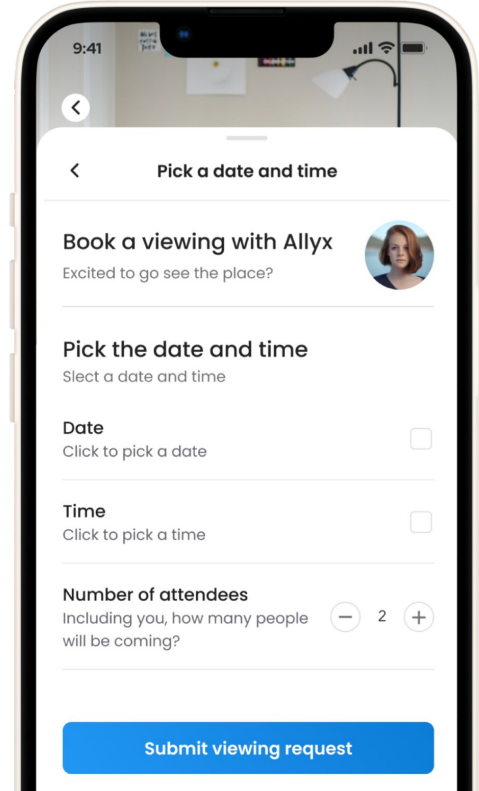 9:41
Pick a date and time
Book a viewing with Allyx
Excited to go see the place?
Pick the date and time
Slect a date and time
Date
Click to pick a date
Time
Click to pick a time
Number of attendees
Including you, how many people
will be coming?
2
Submit viewing request